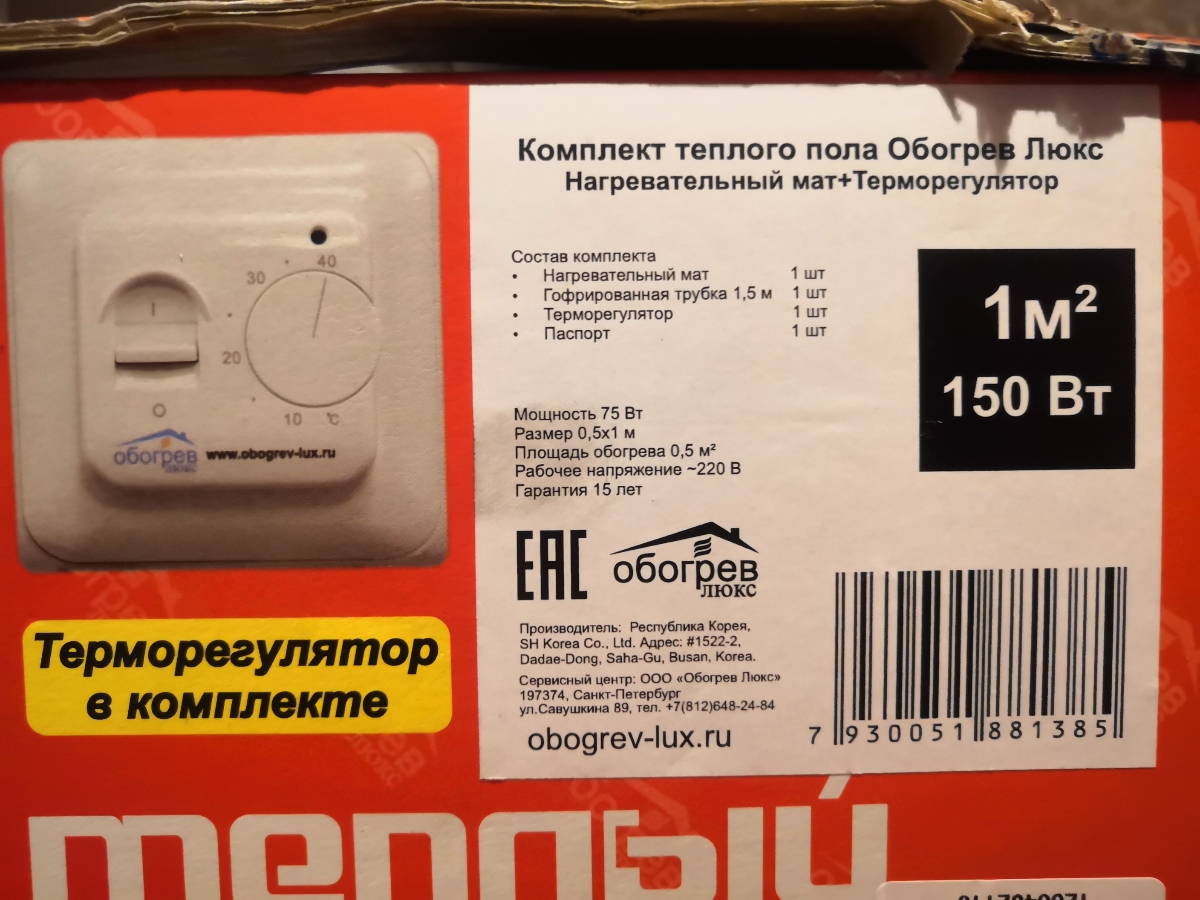 Комплект теплого пола Обогрев Люкс
Нагревательный мат+Терморегулятор
Состав комплекта
• Нагревательный мат 1 шт
• Гофрированная трубка 1,5 м 1 шт
• Терморегулятор 1 шт
• Паспорт 1 шт
1м²
150 Вт
Мощность 75 Вт
Размер 0,5x1 м
Площадь обогрева 0,5 м²
Рабочее напряжение ~220 В
Гарантия 15 лет
EAC
обогрев
люкс
Производитель: Республика Корея,
SH Korea Co., Ltd. Адрес: #1522-2,
Dadae-Dong, Saha-Gu, Busan, Korea.
Сервисный центр: ООО «Обогрев Люкс»
197374, Санкт-Петербург
ул.Савушкина 89, тел. +7(812)648-24-84
obogrev-lux.ru
7 930051 881385
40
30
20
10 °C
I
O
обогрев
люкс
www.obogrev-lux.ru
Терморегулятор
в комплекте
теплый